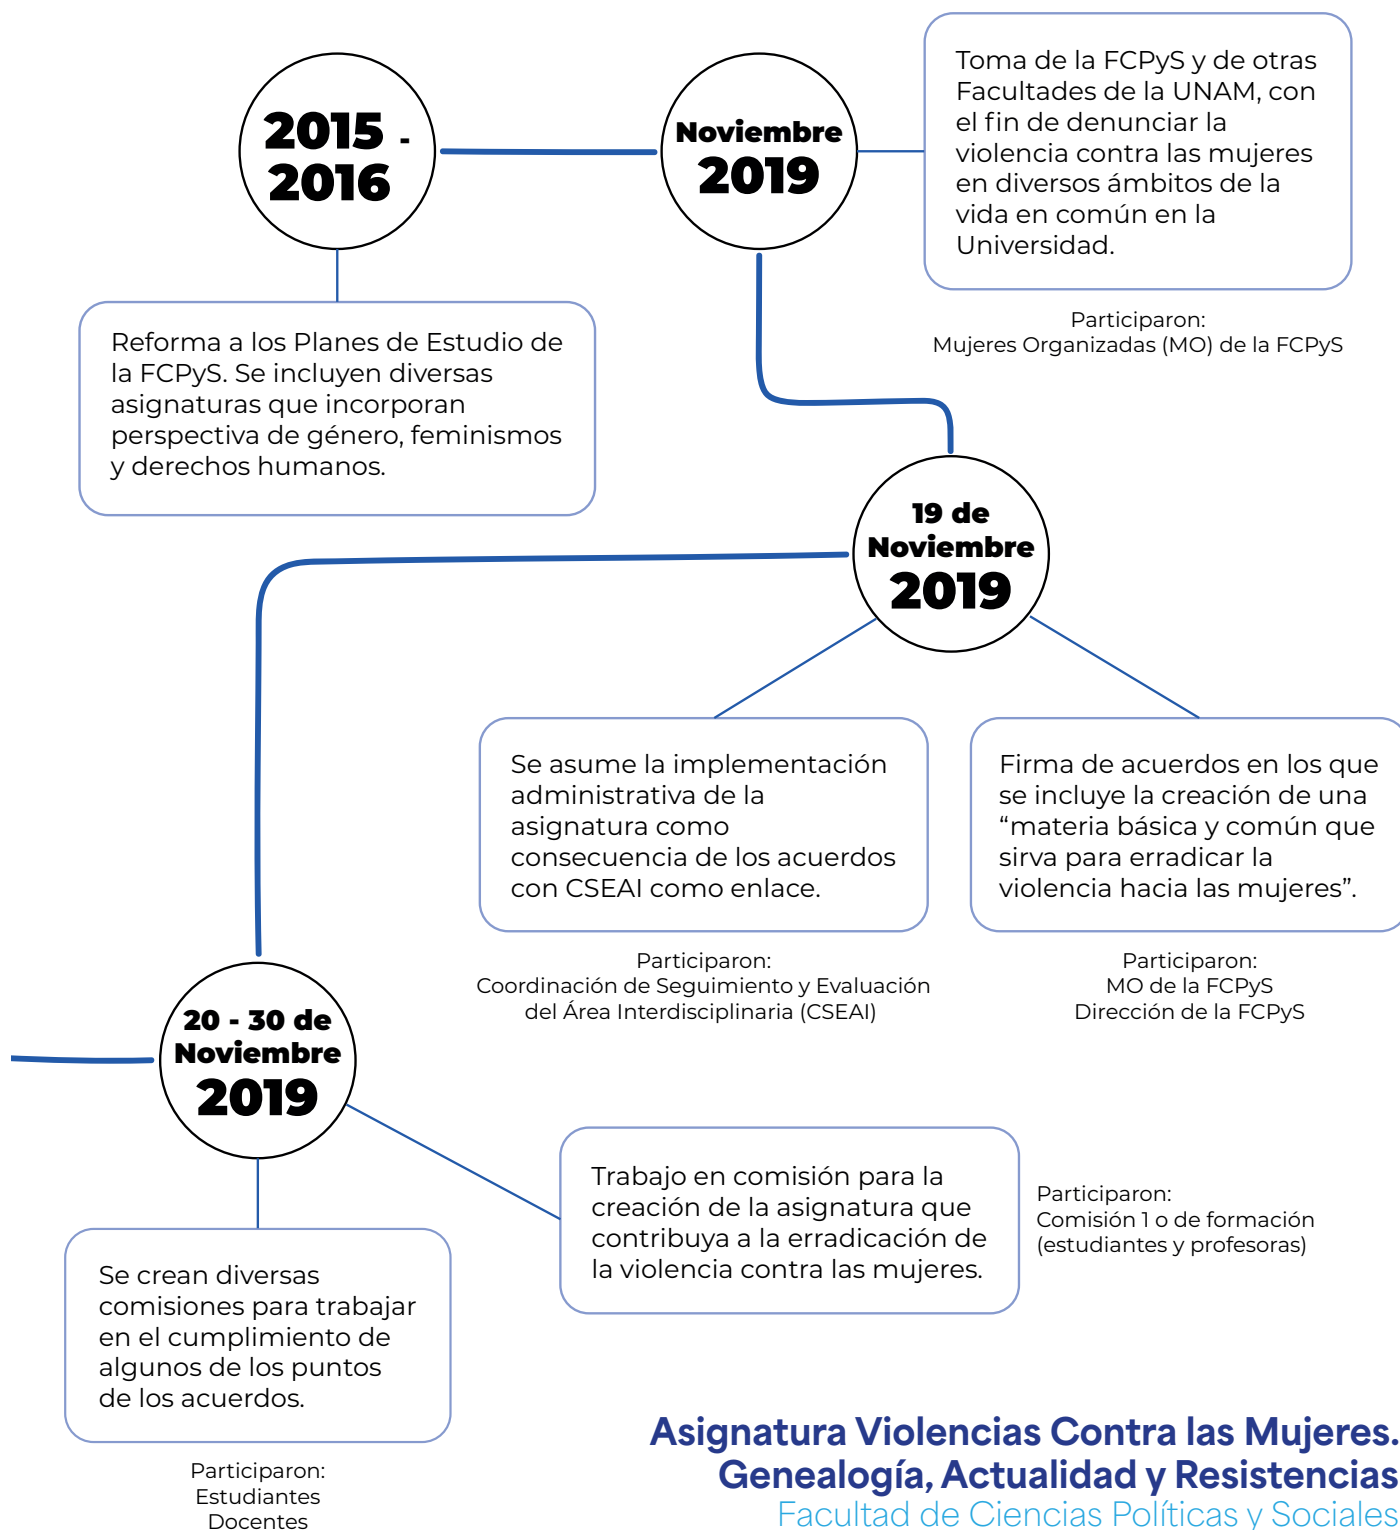 2015 -
2016
Reforma a los Planes de Estudio de
la FCPyS. Se incluyen diversas
asignaturas que incorporan
perspectiva de género, feminismos
y derechos humanos.
Noviembre
2019
Toma de la FCPyS y de otras
Facultades de la UNAM, con
el fin de denunciar la
violencia contra las mujeres
en diversos ámbitos de la
vida en común en la
Universidad.
Participaron:
Mujeres Organizadas (MO) de la FCPyS
19 de
Noviembre
2019
Se asume la implementación
administrativa de la
asignatura como
consecuencia de los acuerdos
con CSEAI como enlace.
Participaron:
Coordinación de Seguimiento y Evaluación
del Área Interdisciplinaria (CSEAI)
Firma de acuerdos en los que
se incluye la creación de una
“materia básica y común que
sirva para erradicar la
violencia hacia las mujeres”.
Participaron:
MO de la FCPyS
Dirección de la FCPyS
20 - 30 de
Noviembre
2019
Se crean diversas
comisiones para trabajar
en el cumplimiento de
algunos de los puntos
de los acuerdos.
Participaron:
Estudiantes
Docentes
Trabajo en comisión para la
creación de la asignatura que
contribuya a la erradicación de
la violencia contra las mujeres.
Participaron:
Comisión 1 o de formación
(estudiantes y profesoras)
Asignatura Violencias Contra las Mujeres.
Genealogía, Actualidad y Resistencias
Facultad de Ciencias Políticas y Sociales